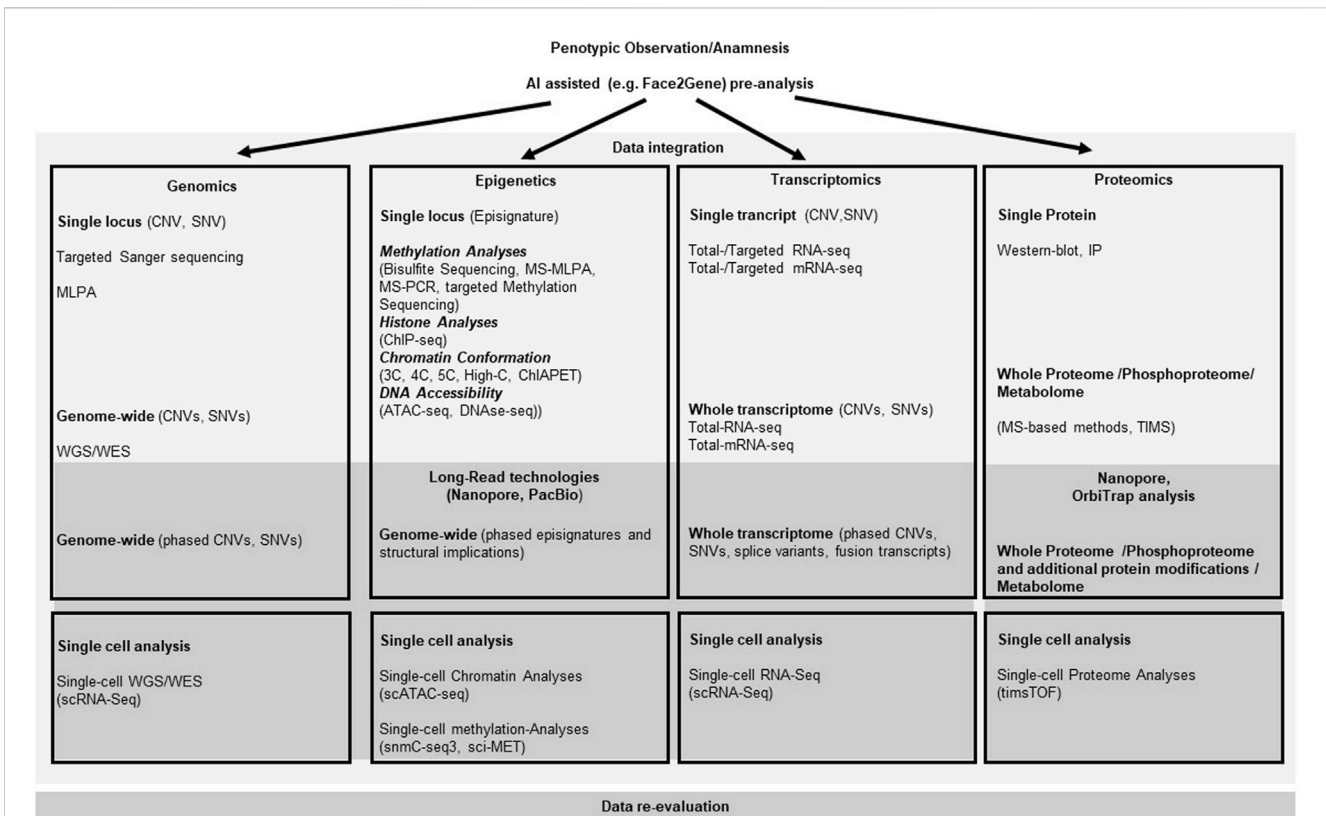 Penotypic Observation/Anamnesis
AI assisted (e.g. Face2Gene) pre-analysis
Data integration
Genomics
Single locus (CNV, SNV)
Targeted Sanger sequencing
MLPA
Genome-wide (CNVs, SNVs)
WGS/WES
Genome-wide (phased CNVs, SNVs)
Single cell analysis
Single-cell WGS/WES
(scRNA-Seq)
Epigenetics
Single locus (Episignature)
Methylation Analyses
(Bisulfite Sequencing, MS-MLPA,
MS-PCR, targeted Methylation
Sequencing)
Histone Analyses
(ChIP-seq)
Chromatin Conformation
(3C, 4C, 5C, High-C, ChIAPET)
DNA Accessibility
(ATAC-seq, DNAse-seq))
Long-Read technologies
(Nanopore, PacBio)
Genome-wide (phased episignatures and
structural implications)
Single cell analysis
Single-cell Chromatin Analyses
(scATAC-seq)
Single-cell methylation-Analyses
(snmC-seq3, sci-MET)
Transcriptomics
Single trancript (CNV,SNV)
Total-/Targeted RNA-seq
Total-/Targeted mRNA-seq
Whole transcriptome (CNVs, SNVs)
Total-RNA-seq
Total-mRNA-seq
Whole transcriptome (phased CNVs,
SNVs, splice variants, fusion transcripts)
Single cell analysis
Single-cell RNA-Seq
(scRNA-Seq)
Proteomics
Single Protein
Western-blot, IP
Whole Proteome /Phosphoproteome/
Metabolome
(MS-based methods, TIMS)
Nanopore,
OrbiTrap analysis
Whole Proteome /Phosphoproteome
and additional protein modifications /
Metabolome
Single cell analysis
Single-cell Proteome Analyses
(timsTOF)
Data re-evaluation